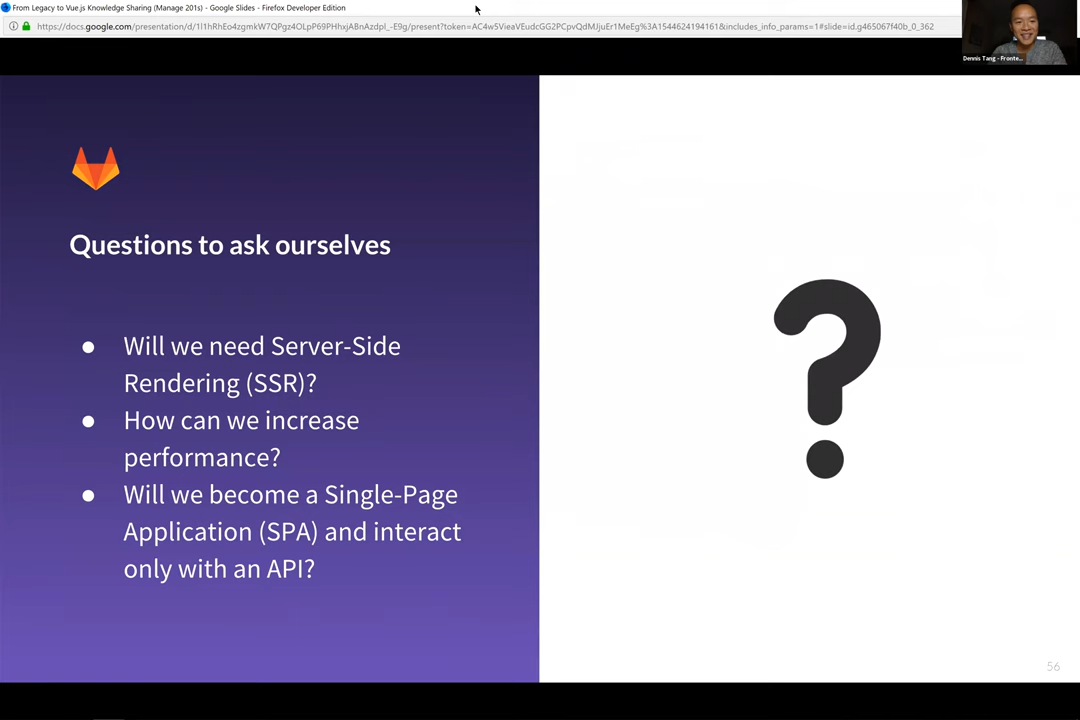 From Legacy to Vue.js Knowledge Sharing (Manage 201s) - Google Slides - Firefox Developer Edition
https://docs.google.com/presentation/d/1l1hRhEo4zgmkW7QPgz4OLpP69PHhxjABnAzdpl_-E9g/present?token=AC4w5VieaVEudcGG2PCpvQdMJjuEr1MeEg%3A1544624194161&includes_info_params=1#slide=id.g465067f40b_0_362
Dennis Tang - Fronte...
Questions to ask ourselves
● Will we need Server-Side
Rendering (SSR)?
● How can we increase
performance?
● Will we become a Single-Page
Application (SPA) and interact
only with an API?
?
56